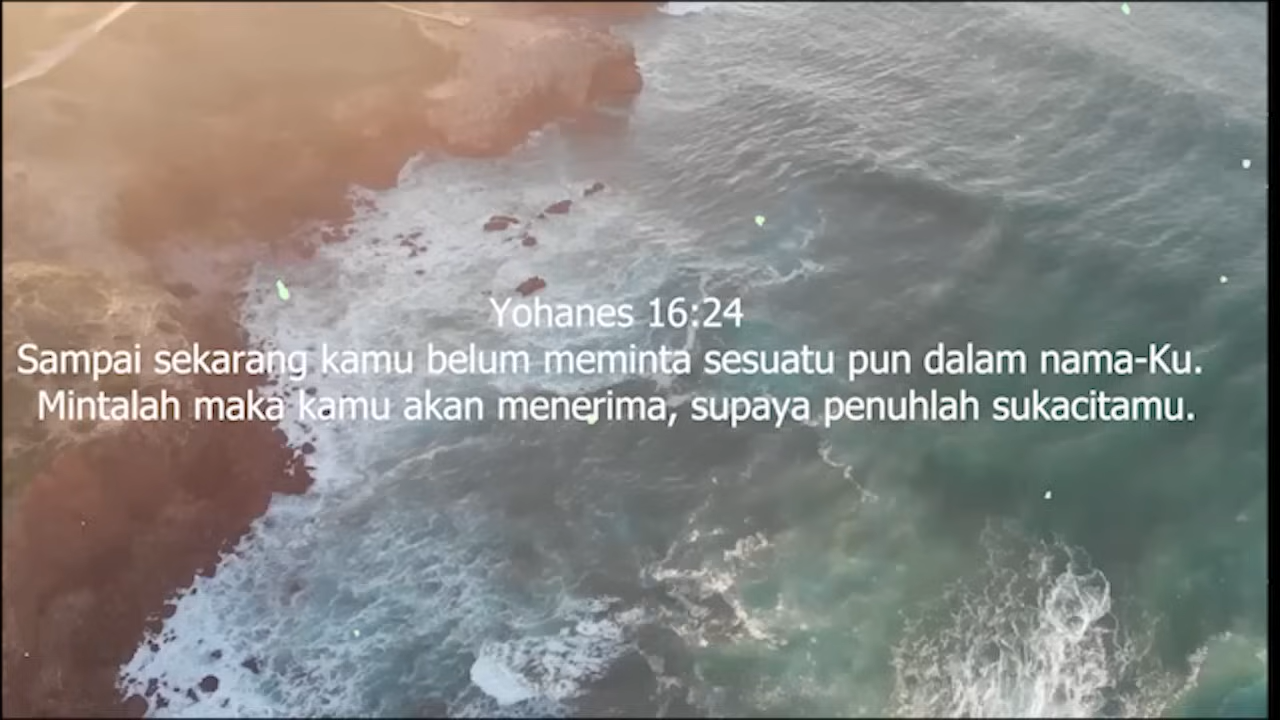 Yohanes 16:24
Sampai sekarang kamu belum meminta sesuatu pun dalam nama-Ku.
Mintalah maka kamu akan menerima, supaya penuhlah sukacitamu.